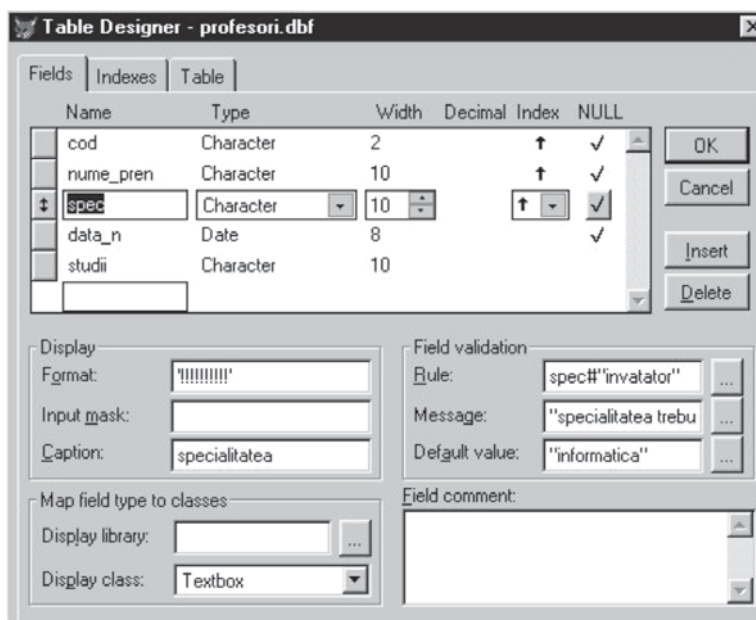 Table Designer - profesori.dbf
Fields Indexes Table
Name Type Width Decimal Index NULL
cod Character 2
nume_pren Character 10
spec Character 10
data_n Date 8
studii Character 10
OK
Cancel
Insert
Delete
Display
Format: '!!!!!!!!!!'
Input mask:
Caption: specialitatea
Field validation
Rule: spec#"invatator" ...
Message: "specialitatea trebu ...
Default value: "informatica" ...
Map field type to classes
Display library: ...
Display class: Textbox
Field comment: